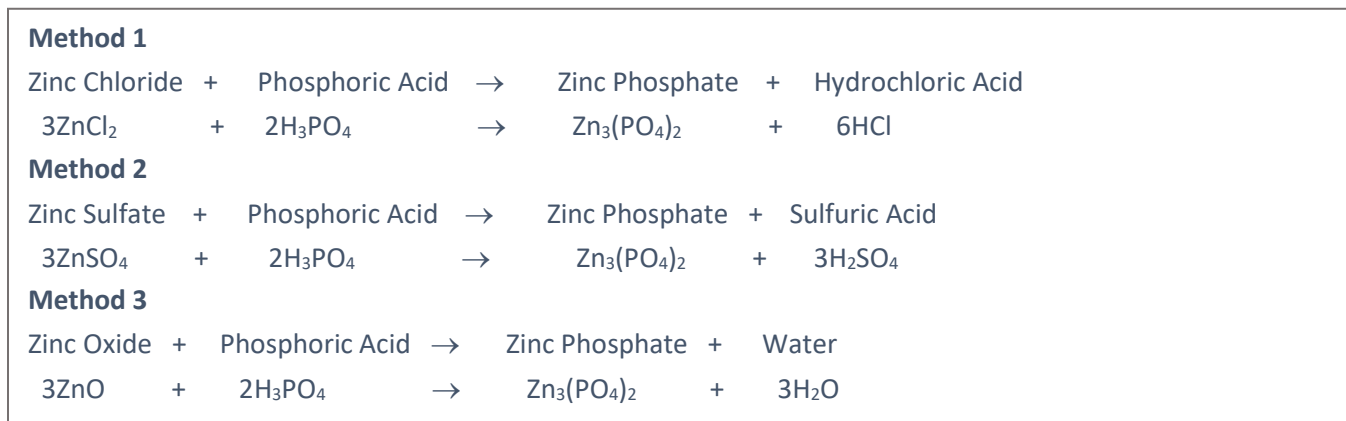 Method 1
Zinc Chloride + Phosphoric Acid → Zinc Phosphate + Hydrochloric Acid
3ZnCl₂ + 2H₃PO₄ → Zn₃(PO₄)₂ + 6HCl
Method 2
Zinc Sulfate + Phosphoric Acid → Zinc Phosphate + Sulfuric Acid
3ZnSO₄ + 2H₃PO₄ → Zn₃(PO₄)₂ + 3H₂SO₄
Method 3
Zinc Oxide + Phosphoric Acid → Zinc Phosphate + Water
3ZnO + 2H₃PO₄ → Zn₃(PO₄)₂ + 3H₂O